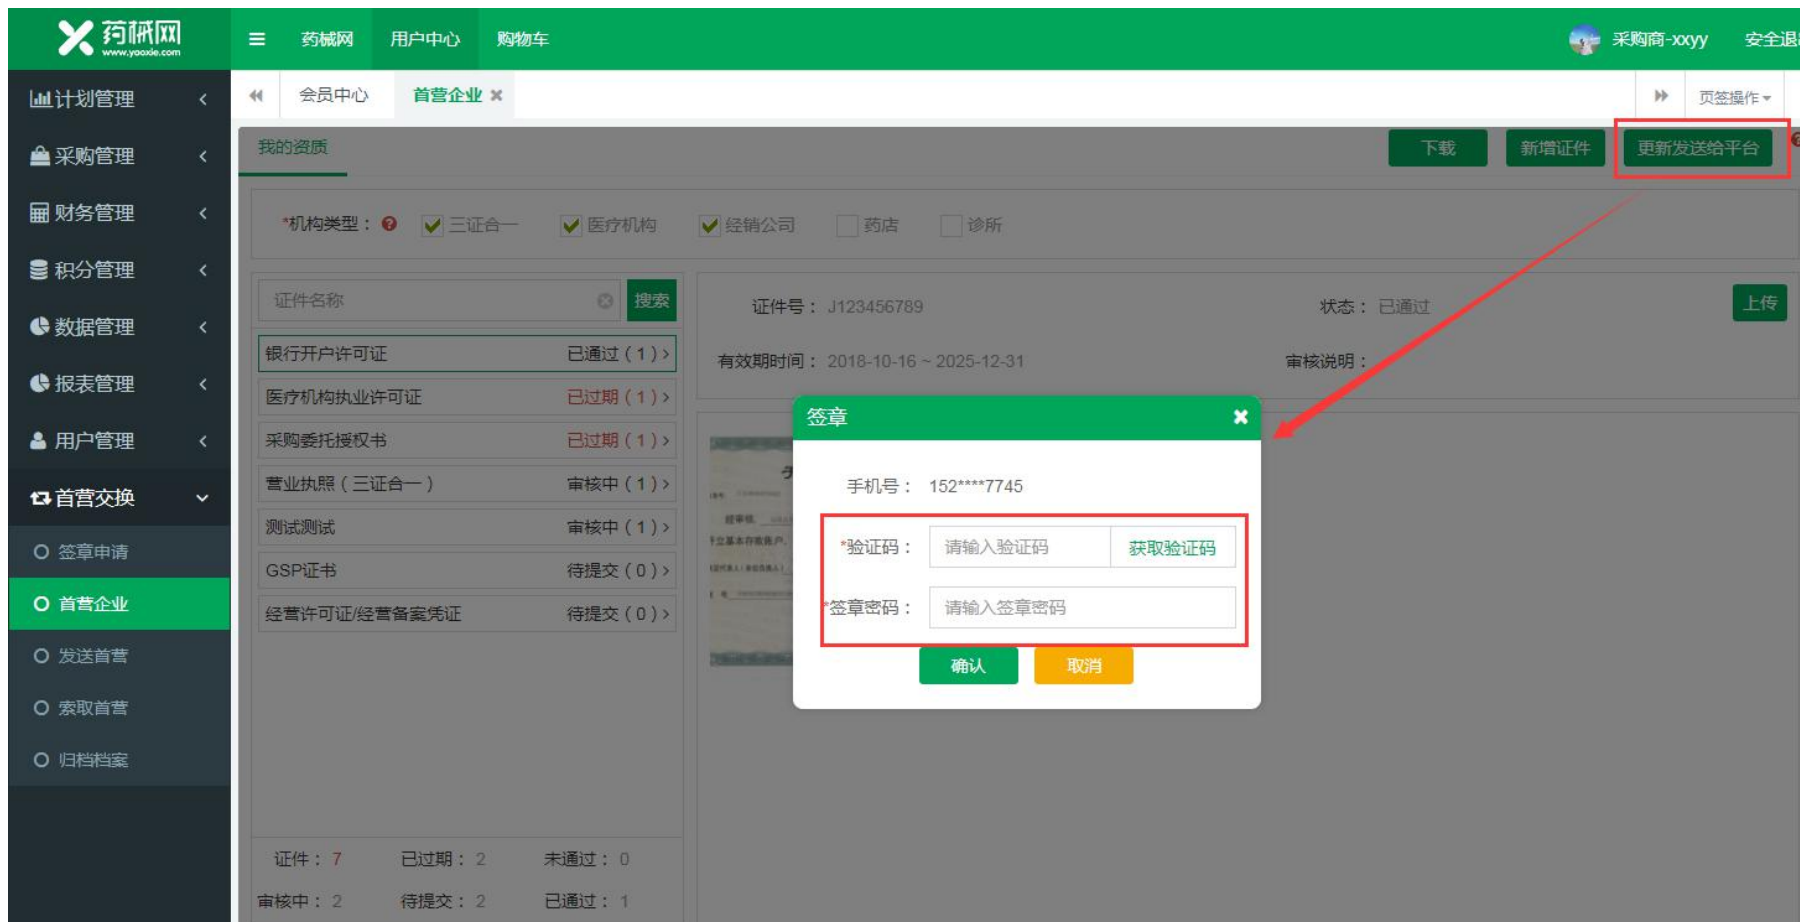 药械网
www.yooxie.com
药械网 用户中心 购物车
采购商-xxyy 安全退
会员中心 首营企业
页签操作
计划管理
采购管理
财务管理
积分管理
数据管理
报表管理
用户管理
首营交换
签章申请
首营企业
发送首营
索取首营
归档档案
我的资质
下载 新增证件 更新发送给平台
*机构类型： 三证合一 医疗机构 经销公司 药店 诊所
证件名称 搜索
银行开户许可证 已通过 ( 1 )
医疗机构执业许可证 已过期 ( 1 )
采购委托授权书 已过期 ( 1 )
营业执照（三证合一） 审核中 ( 1 )
测试测试 审核中 ( 1 )
GSP证书 待提交 ( 0 )
经营许可证/经营备案凭证 待提交 ( 0 )
证件： 7 已过期： 2 未通过： 0
审核中： 2 待提交： 2 已通过： 1
证件号： J123456789 状态： 已通过 上传
有效期时间： 2018-10-16 ~ 2025-12-31 审核说明：
签章
手机号： 152****7745
*验证码： 请输入验证码 获取验证码
*签章密码： 请输入签章密码
确认 取消